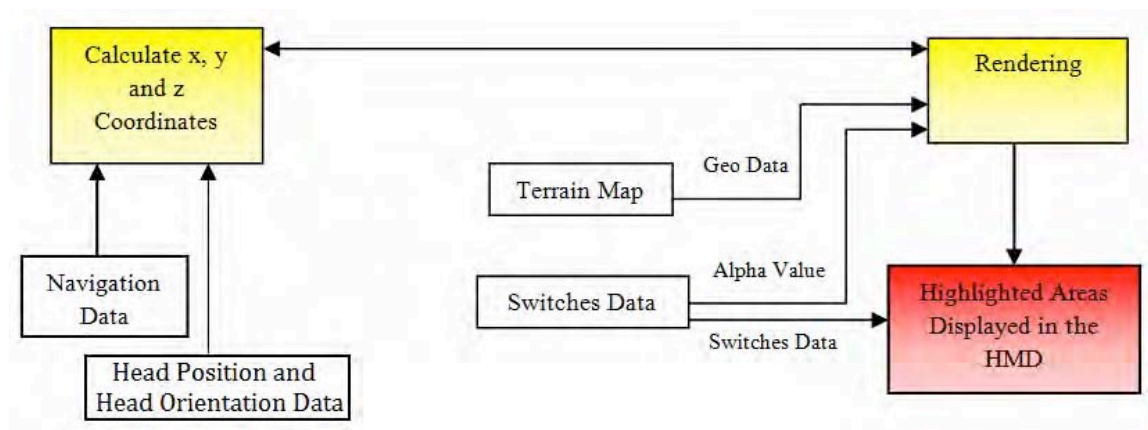 Calculate x, y
and z
Coordinates
Rendering
Geo Data
Terrain Map
Navigation
Data
Alpha Value
Switches Data
Switches Data
Highlighted Areas
Displayed in the
HMD
Head Position and
Head Orientation Data